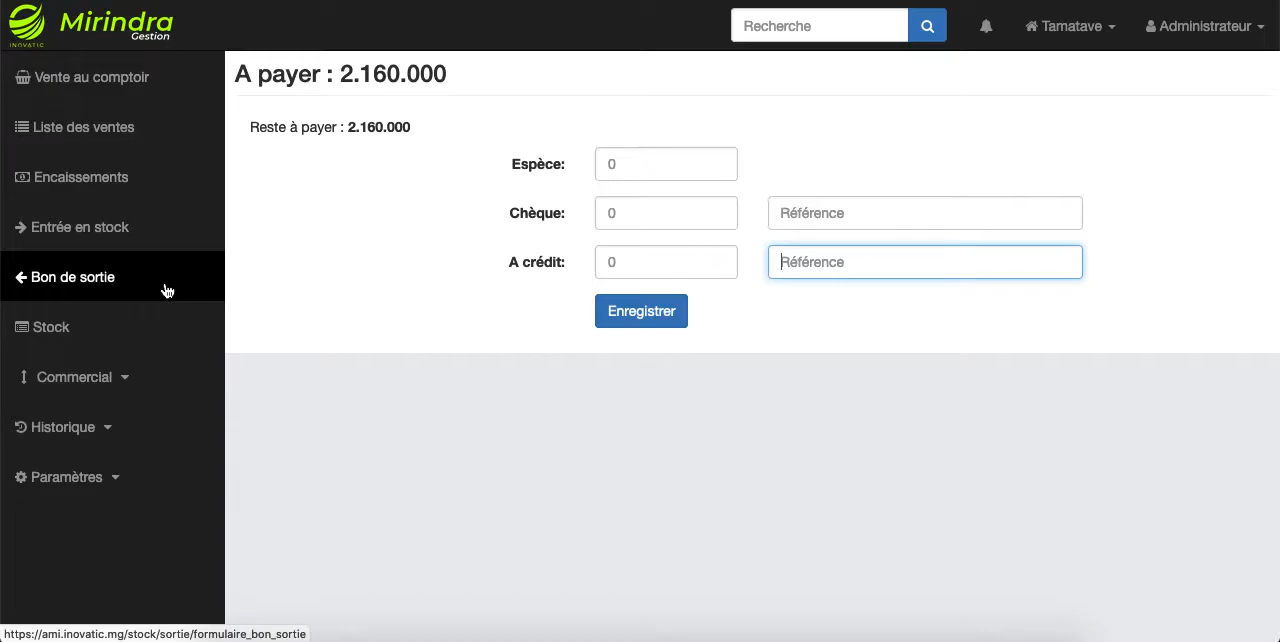 Mirindra
Gestion
INOVATIC
Recherche
Tamatave
Administrateur
Vente au comptoir
Liste des ventes
Encaissements
Entrée en stock
Bon de sortie
Stock
Commercial
Historique
Paramètres
A payer : 2.160.000
Reste à payer : 2.160.000
Espèce: 0
Chèque: 0 Référence
A crédit: 0 Référence
Enregistrer
https://ami.inovatic.mg/stock/sortie/formulaire_bon_sortie